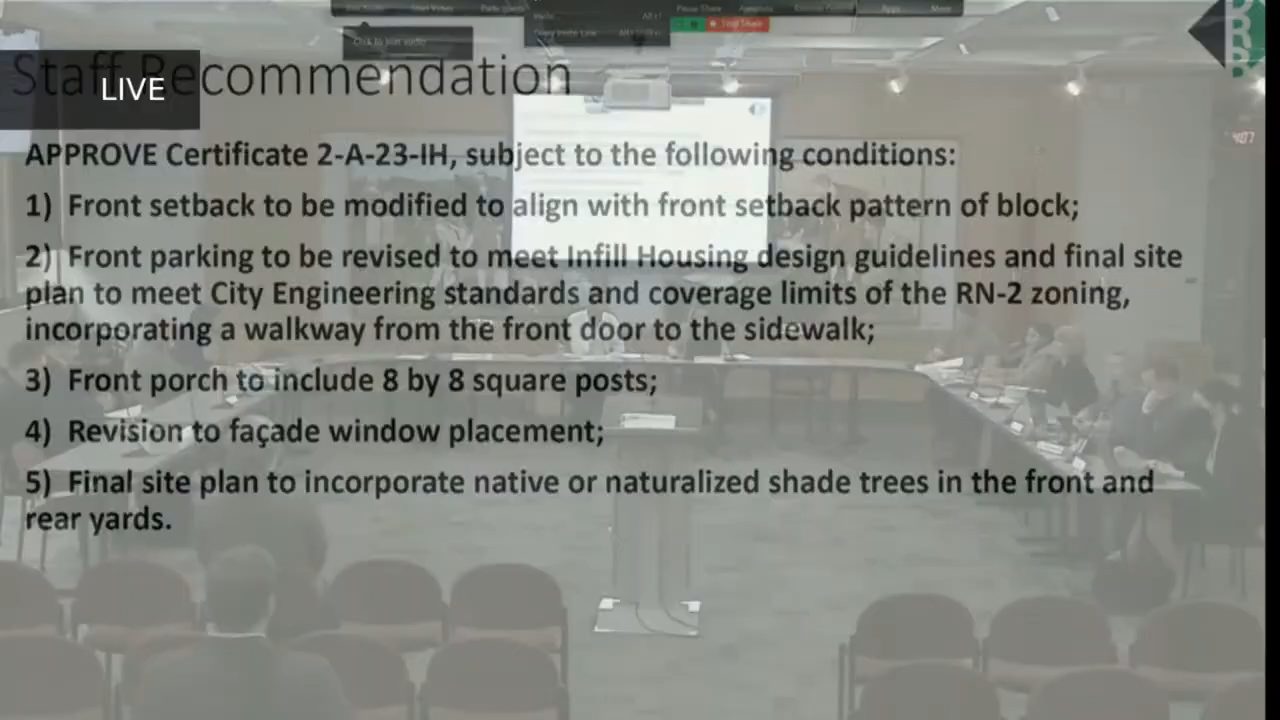 Staff Recommendation
LIVE
APPROVE Certificate 2-A-23-IH, subject to the following conditions:
1) Front setback to be modified to align with front setback pattern of block;
2) Front parking to be revised to meet Infill Housing design guidelines and final site
plan to meet City Engineering standards and coverage limits of the RN-2 zoning,
incorporating a walkway from the front door to the sidewalk;
3) Front porch to include 8 by 8 square posts;
4) Revision to façade window placement;
5) Final site plan to incorporate native or naturalized shade trees in the front and
rear yards.